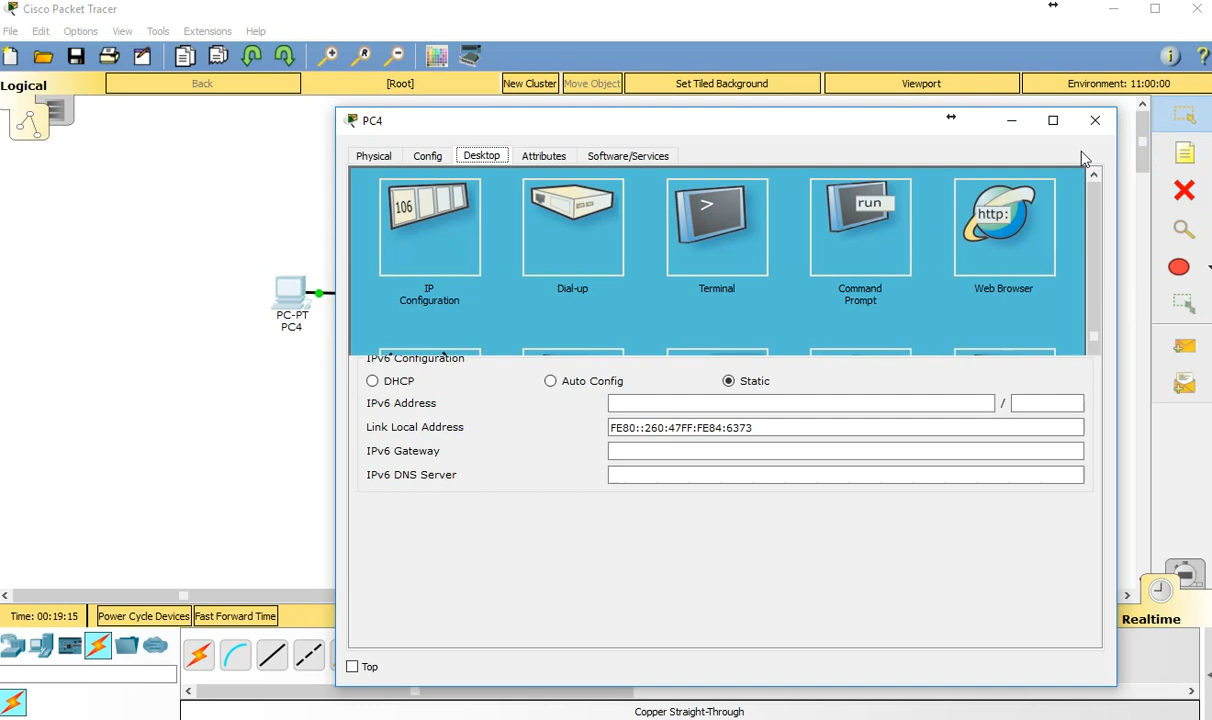 Cisco Packet Tracer
File Edit Options View Tools Extensions Help
Logical
Back
[Root]
New Cluster
Move Object
Set Tiled Background
Viewport
Environment: 11:00:00
PC4
Physical
Config
Desktop
Attributes
Software/Services
106
>
run
http:
IP
Configuration
Dial-up
Terminal
Command
Prompt
Web Browser
PC-PT
PC4
IPv6 Configuration
DHCP
Auto Config
Static
IPv6 Address
/
Link Local Address
FE80::260:47FF:FE84:6373
IPv6 Gateway
IPv6 DNS Server
Time: 00:19:15
Power Cycle Devices
Fast Forward Time
Realtime
Top
Copper Straight-Through